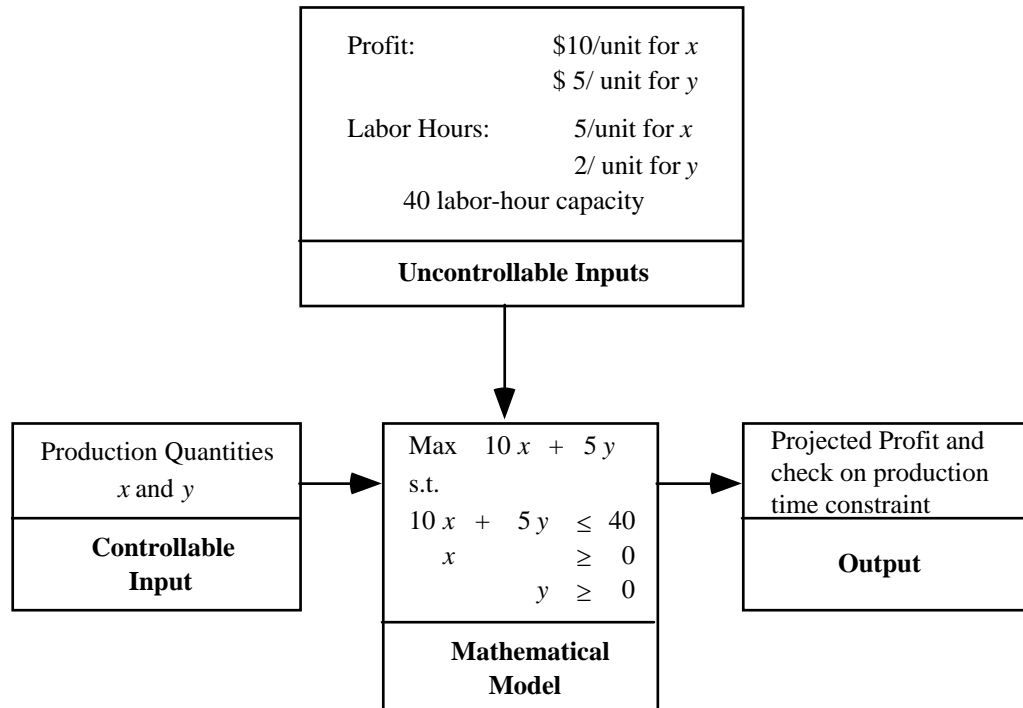 Profit: $10/unit for x
$ 5/ unit for y
Labor Hours: 5/unit for x
2/ unit for y
40 labor-hour capacity
Uncontrollable Inputs
Production Quantities
x and y
Controllable
Input
Max 10 x + 5 y
s.t.
10 x + 5 y ≤ 40
x ≥ 0
y ≥ 0
Mathematical
Model
Projected Profit and
check on production
time constraint
Output